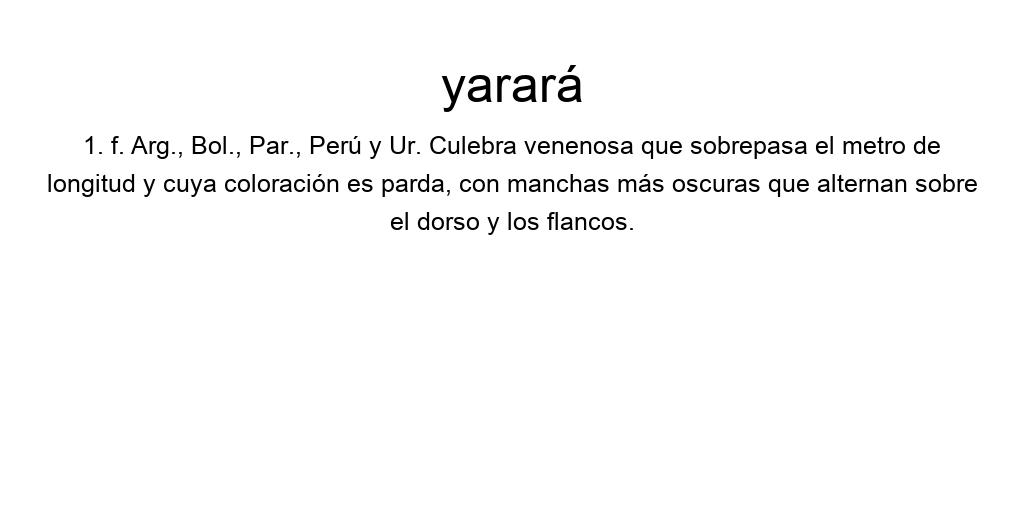 yarará
1. f. Arg., Bol., Par., Perú y Ur. Culebra venenosa que sobrepasa el metro de
longitud y cuya coloración es parda, con manchas más oscuras que alternan sobre
el dorso y los flancos.